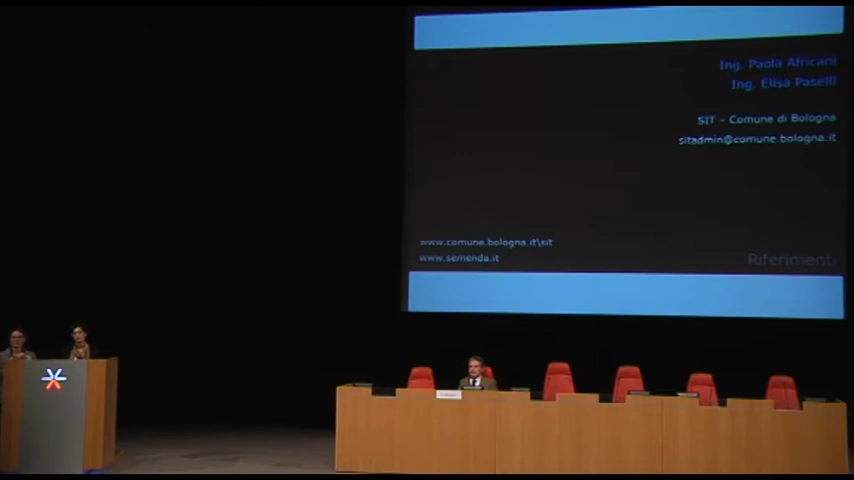 Ing. Paola Africani
Ing. Elisa Paselli
SIT - Comune di Bologna
sitadmin@comune.bologna.it
www.comune.bologna.it\sit
www.semenda.it
Riferimenti